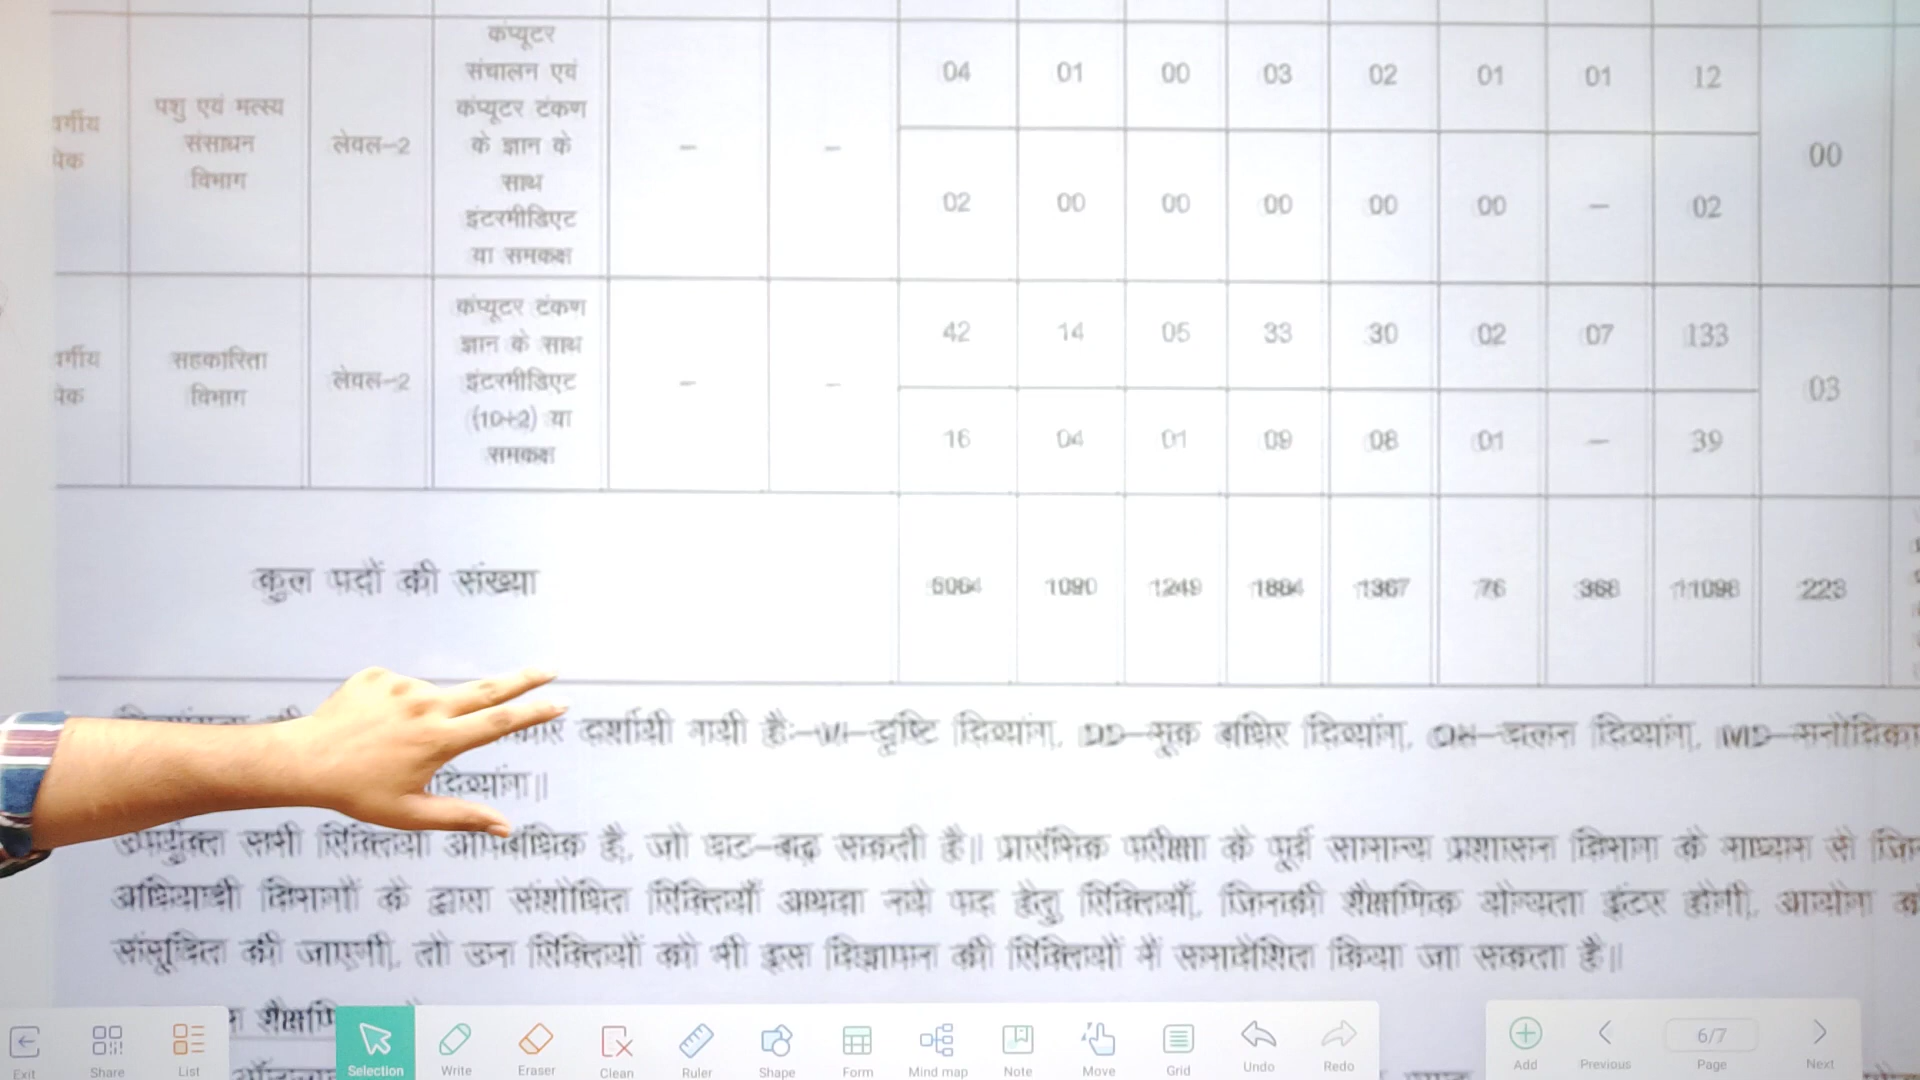 कंप्यूटर
संचालन एवं
कंप्यूटर टंकण
के ज्ञान के
साथ
इंटरमीडिएट
या समकक्ष
वर्गीय
पशु एवं मत्स्य
संसाधन
विभाग
लेवल-2
–
–
04 01 00 03 02 01 01 12
00
02 00 00 00 00 00 – 02
वर्गीय
सहकारिता
विभाग
लेवल-2
कंप्यूटर टंकण
ज्ञान के साथ
इंटरमीडिएट
(10+2) या
समकक्ष
–
–
42 14 05 33 30 02 07 133
03
16 04 01 09 08 01 – 39
कुल पदों की संख्या
1090 1249 1367 76 11098 223
दर्शायी गयी है:–VI–दृष्टि दिव्यांग, DD–मूक बधिर दिव्यांग, OH–चलन दिव्यांग, MD–मनोविका
दिव्यांग।
उपर्युक्त सभी रिक्तियाँ औपबंधिक है, जो घट–बढ़ सकती है। प्रारंभिक परीक्षा के पूर्व सामान्य प्रशासन विभाग के माध्यम से जिन
अधियाची विभागों के द्वारा संशोधित रिक्तियाँ अथवा नये पद हेतु रिक्तियाँ, जिनकी शैक्षणिक योग्यता इंटर होगी, आयोग को
संसूचित की जाएगी, तो उन रिक्तियों को भी इस विज्ञापन की रिक्तियों में समावेशित किया जा सकता है।
Exit Share List Selection Write Eraser Clean Ruler Shape Form Mind map Note Move Grid Undo Redo Add Previous 6/7 Page Next